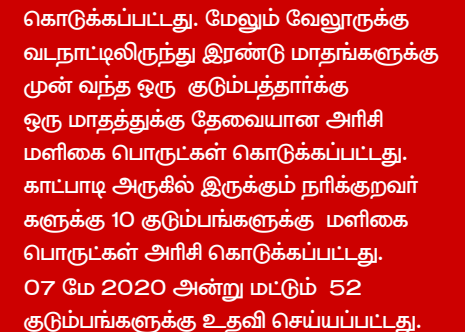 கொடுக்கப்பட்டது. மேலும் வேலூருக்கு
வடநாட்டிலிருந்து இரண்டு மாதங்களுக்கு
முன் வந்த ஒரு குடும்பத்தார்க்கு
ஒரு மாதத்துக்கு தேவையான அரிசி
மளிகை பொருட்கள் கொடுக்கப்பட்டது.
காட்பாடி அருகில் இருக்கும் நரிக்குறவர்
களுக்கு 10 குடும்பங்களுக்கு மளிகை
பொருட்கள் அரிசி கொடுக்கப்பட்டது.
07 மே 2020 அன்று மட்டும் 52
குடும்பங்களுக்கு உதவி செய்யப்பட்டது.